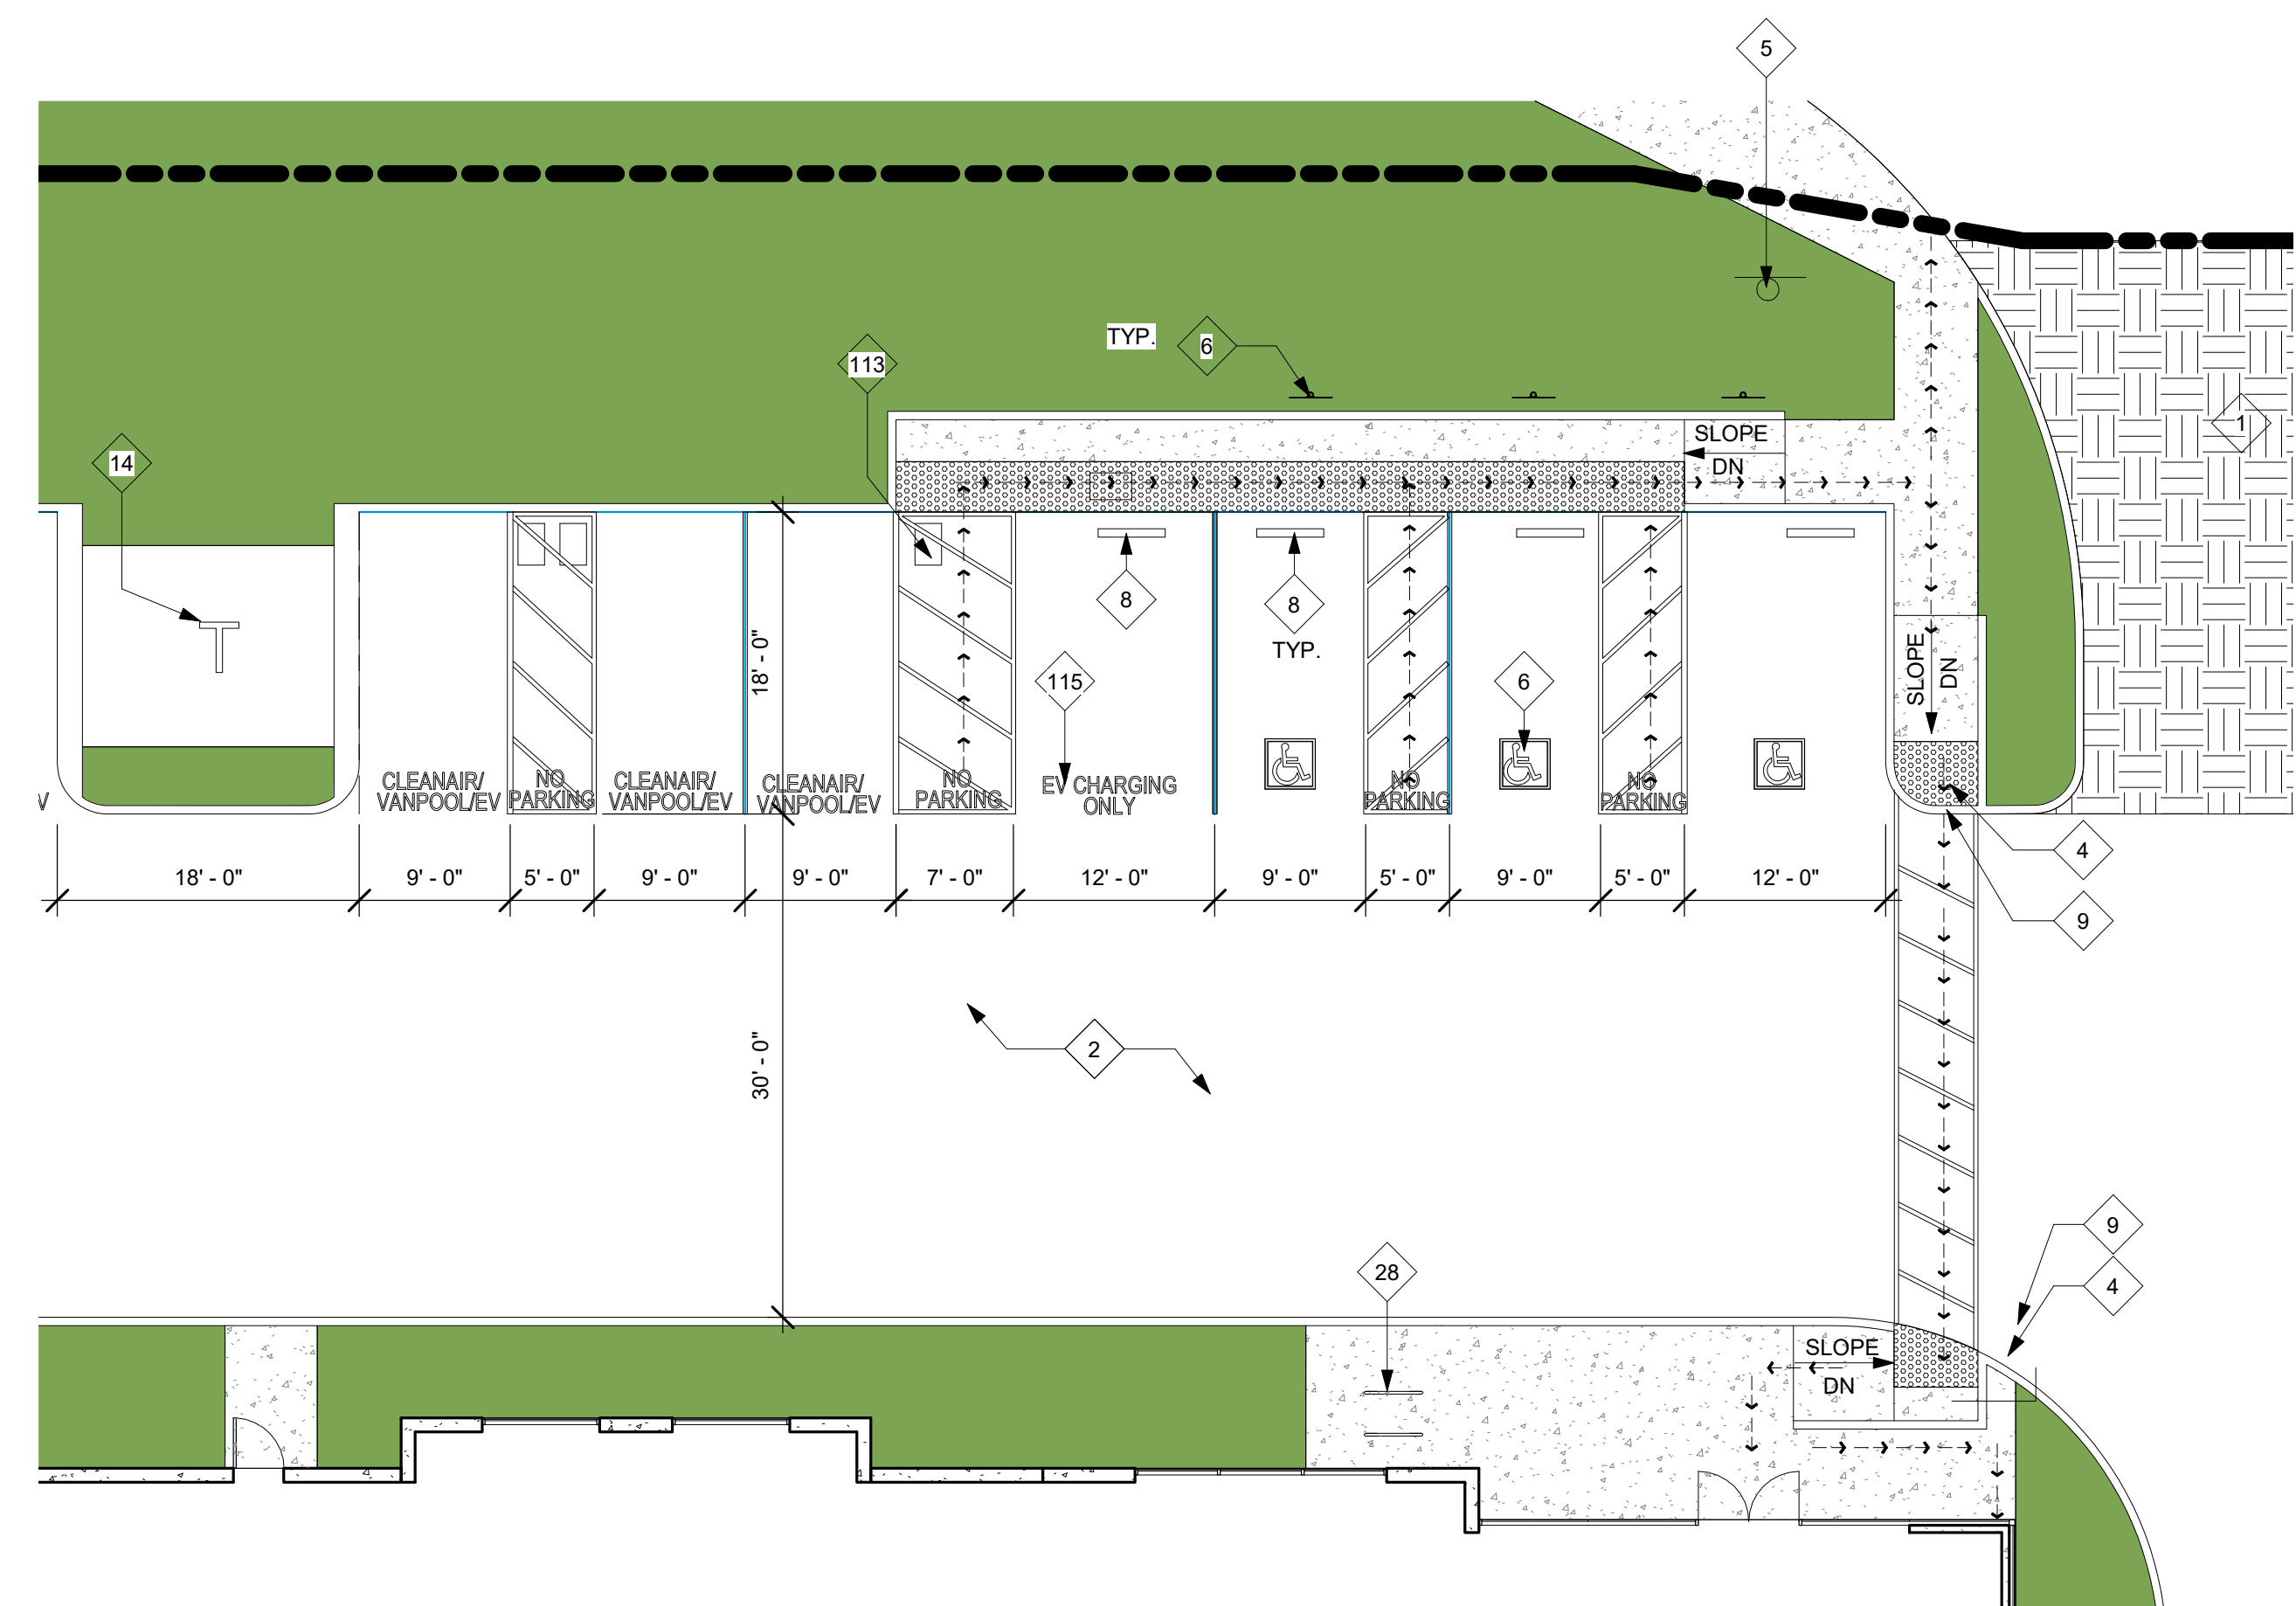 5
TYP.
6
113
1
14
SLOPE
DN
8
8
TYP.
18' - 0"
115
6
SLOPE
DN
V
CLEANAIR/
VANPOOL/EV
NO
PARKING
CLEANAIR/
VANPOOL/EV
CLEANAIR/
VANPOOL/EV
NO
PARKING
EV CHARGING
ONLY
NO
PARKING
NO
PARKING
4
18' - 0"
9' - 0"
5' - 0"
9' - 0"
9' - 0"
7' - 0"
12' - 0"
9' - 0"
5' - 0"
9' - 0"
5' - 0"
12' - 0"
9
2
30' - 0"
9
28
4
SLOPE
DN